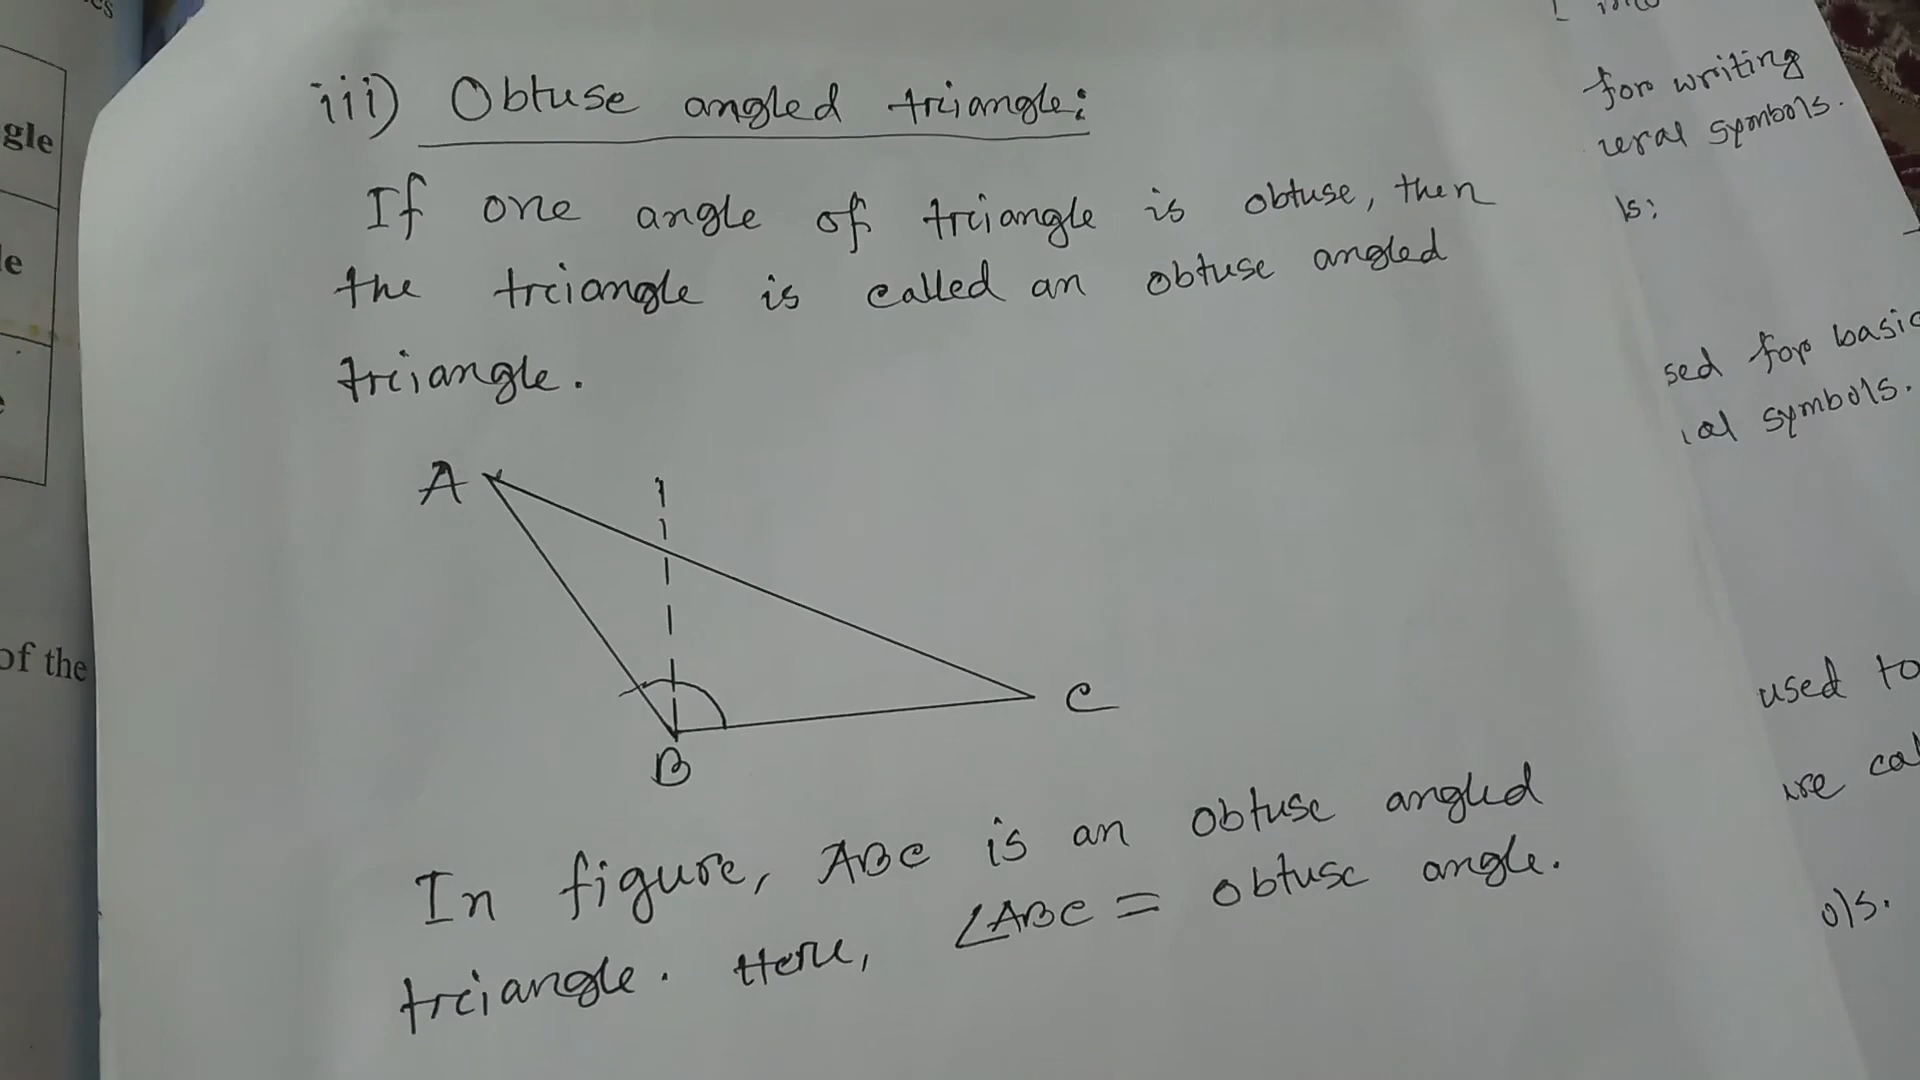 iii) Obtuse angled triangle:
If one angle of triangle is obtuse, then
the triangle is called an obtuse angled
triangle.
A
B
C
In figure, ABC is an obtuse angled
triangle. Here, ∠ABC = obtuse angle.
gle
of the
for writing
symbols.
ls:
sed for basic
symbols.
used to
ols.